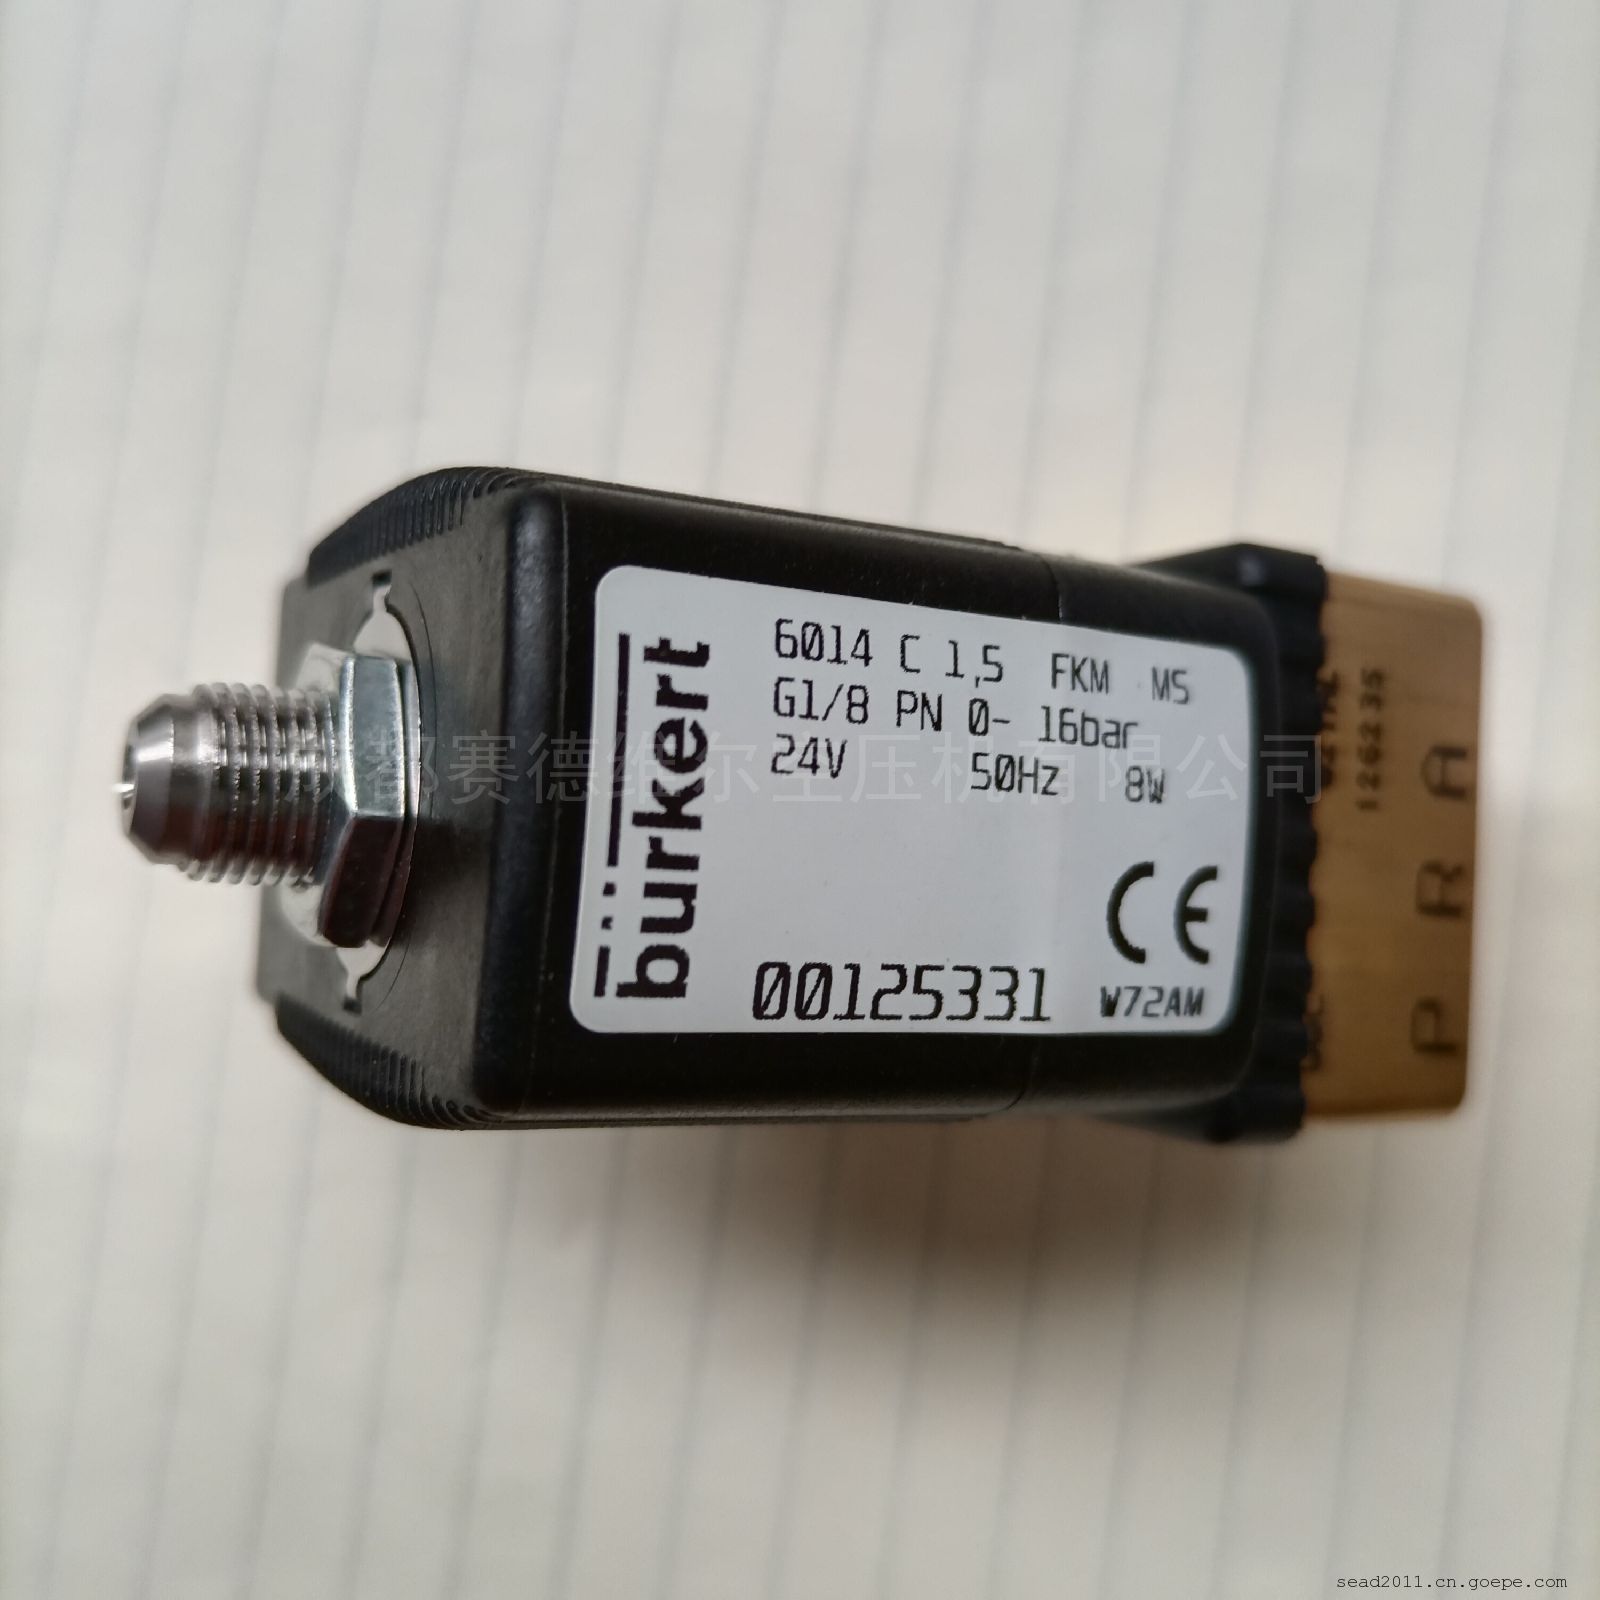 bürkert
6014 C 1,5 FKM MS
G1/8 PN 0- 16bar
24V 50Hz 8W
CE
00125331 W72AM
126235
P R A
成都赛德维尔空压机有限公司
sead2011.cn.goepe.com